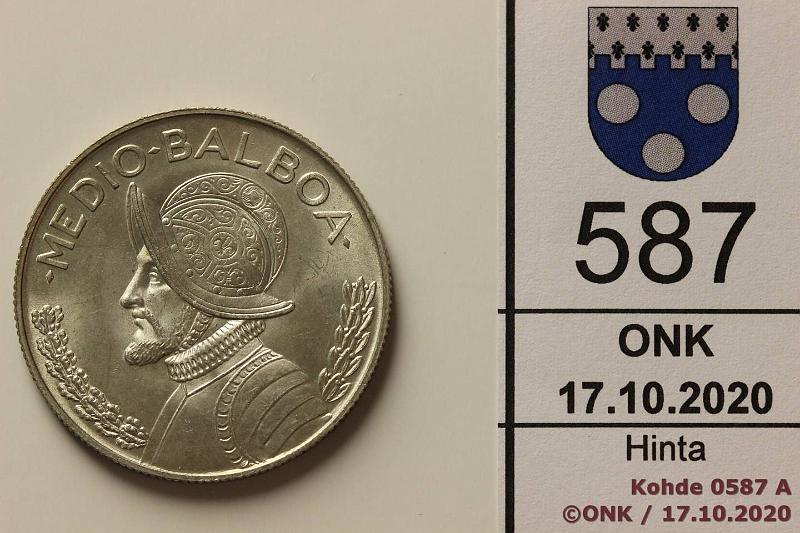 MEDIO·BALBOA
587
ONK
17.10.2020
Hinta
Kohde 0587 A
©ONK / 17.10.2020